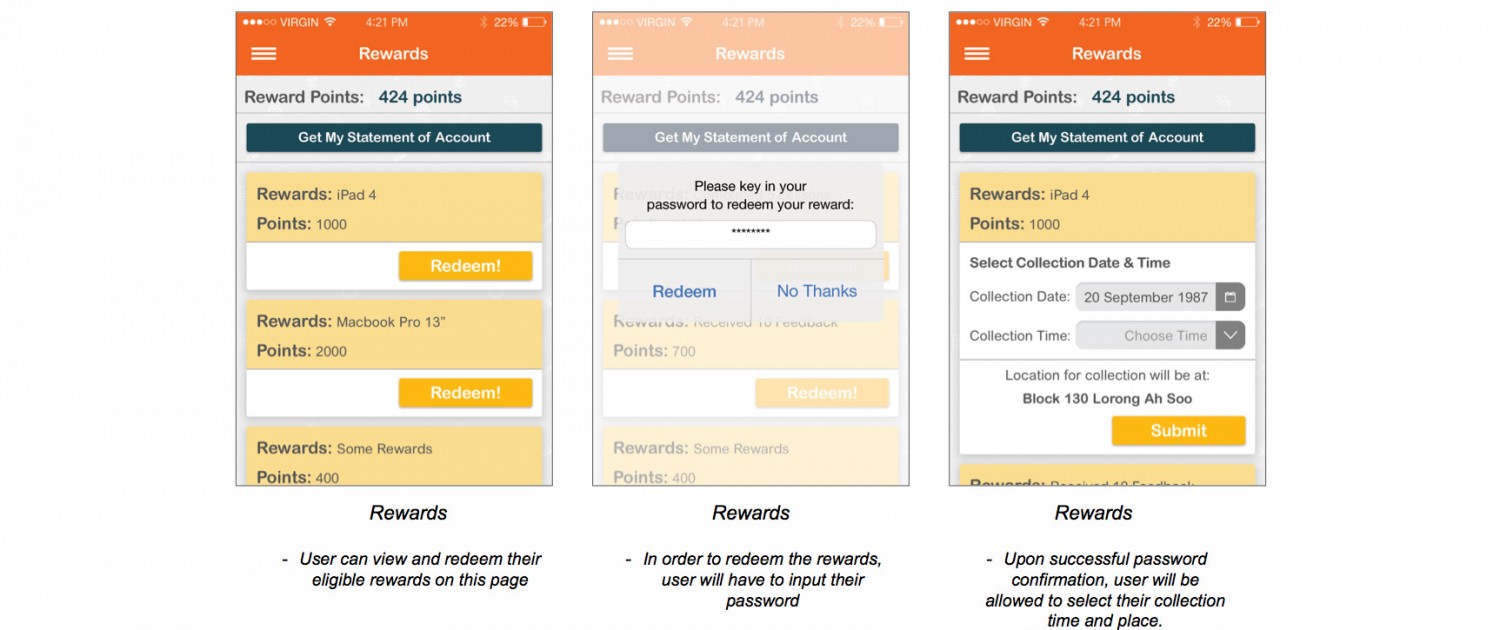 VIRGIN 4:21 PM 22%
Rewards
Reward Points: 424 points
Get My Statement of Account
Rewards: iPad 4
Points: 1000
Redeem!
Rewards: Macbook Pro 13”
Points: 2000
Redeem!
Rewards: Some Rewards
Points: 400
Rewards
- User can view and redeem their
eligible rewards on this page
VIRGIN 4:21 PM 22%
Rewards
Reward Points: 424 points
Get My Statement of Account
Please key in your
password to redeem your reward:
********
Redeem No Thanks
Rewards: Received 10 Feedback
Points: 700
Redeem!
Rewards: Some Rewards
Points: 400
Rewards
- In order to redeem the rewards,
user will have to input their
password
VIRGIN 4:21 PM 22%
Rewards
Reward Points: 424 points
Get My Statement of Account
Rewards: iPad 4
Points: 1000
Select Collection Date & Time
Collection Date: 20 September 1987
Collection Time: Choose Time
Location for collection will be at:
Block 130 Lorong Ah Soo
Submit
Rewards: Received 10 Feedback
Rewards
- Upon successful password
confirmation, user will be
allowed to select their collection
time and place.